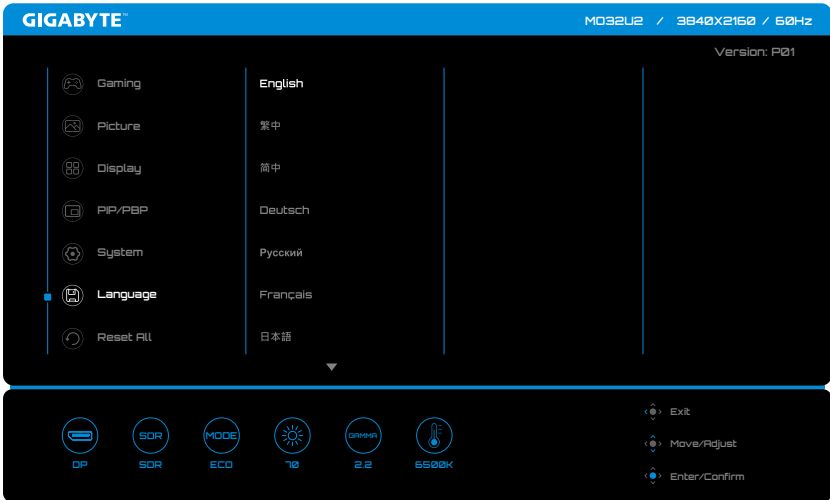 GIGABYTE™
MO32U2 / 3840X2160 / 60Hz
Version: P01
Gaming
English
Picture
繁中
Display
简中
PIP/PBP
Deutsch
System
Русский
Language
Français
Reset All
日本語
SDR
MODE
GAMMA
DP
SDR
ECO
70
2.2
6500K
Exit
Move/Adjust
Enter/Confirm